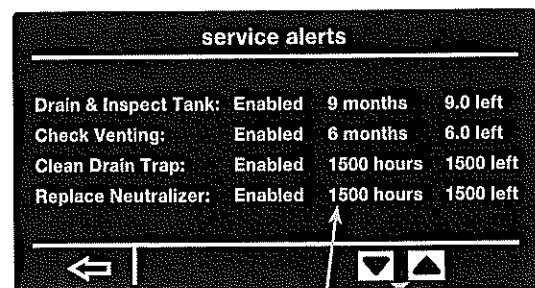 service alerts
Drain & Inspect Tank: Enabled 9 months 9.0 left
Check Venting: Enabled 6 months 6.0 left
Clean Drain Trap: Enabled 1500 hours 1500 left
Replace Neutralizer: Enabled 1500 hours 1500 left